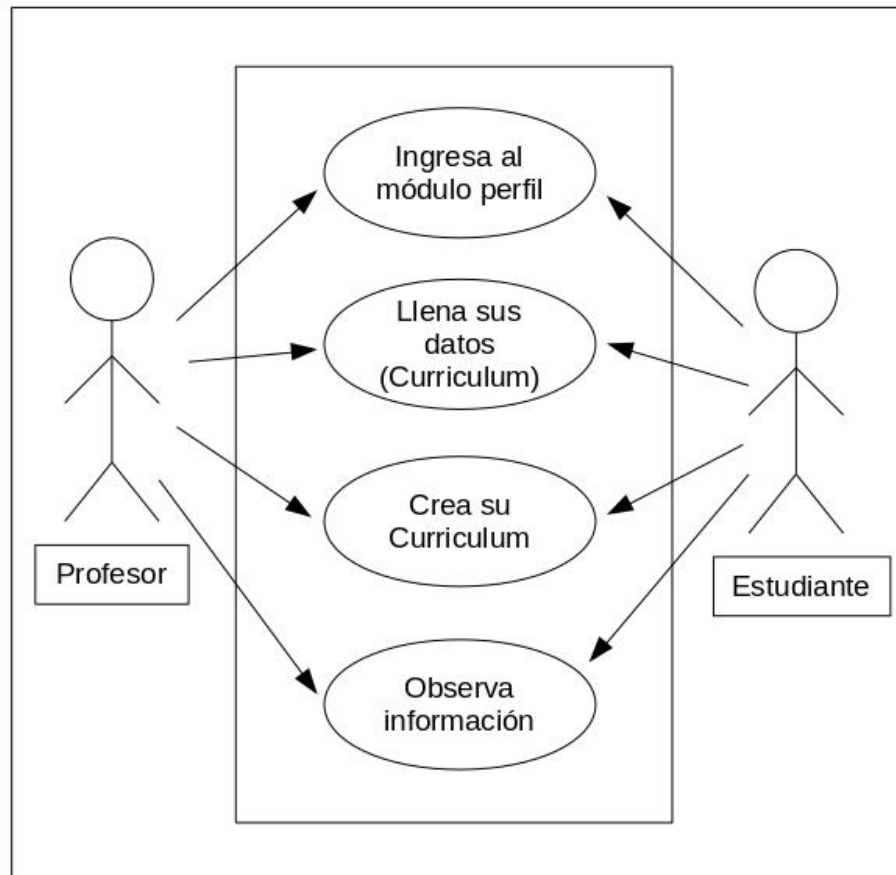 Ingresa al
módulo perfil
Llena sus
datos
(Curriculum)
Crea su
Curriculum
Observa
información
Profesor
Estudiante